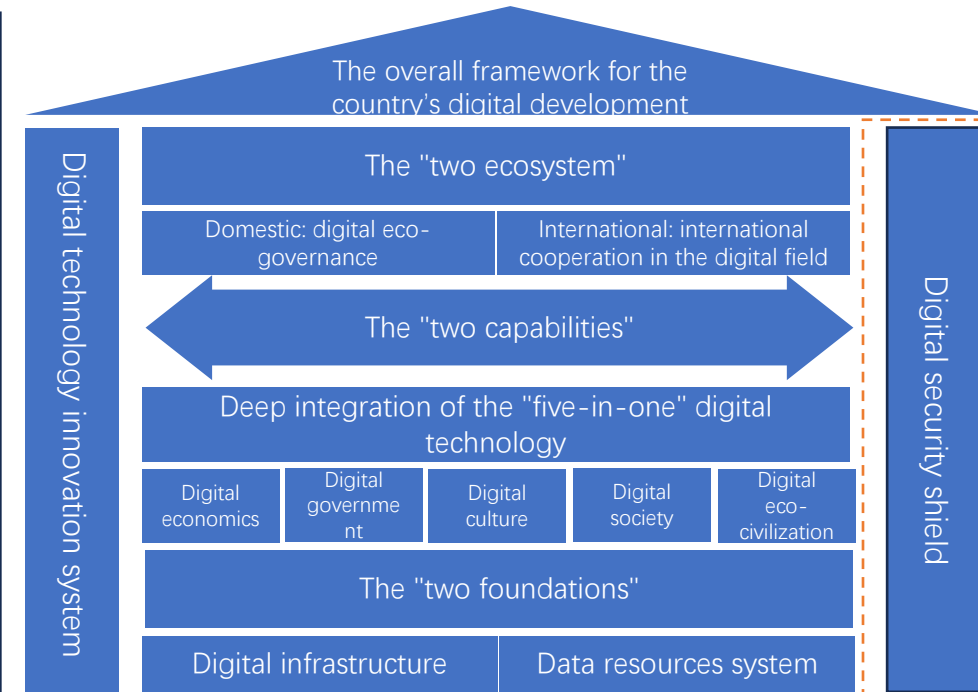 The overall framework for the
country's digital development
Digital technology innovation system
The "two ecosystem"
Domestic: digital eco-
governance
International: international
cooperation in the digital field
The "two capabilities"
Deep integration of the "five-in-one" digital
technology
Digital
economics
Digital
governme
nt
Digital
culture
Digital
society
Digital
eco-
civilization
The "two foundations"
Digital infrastructure
Data resources system
Digital security shield